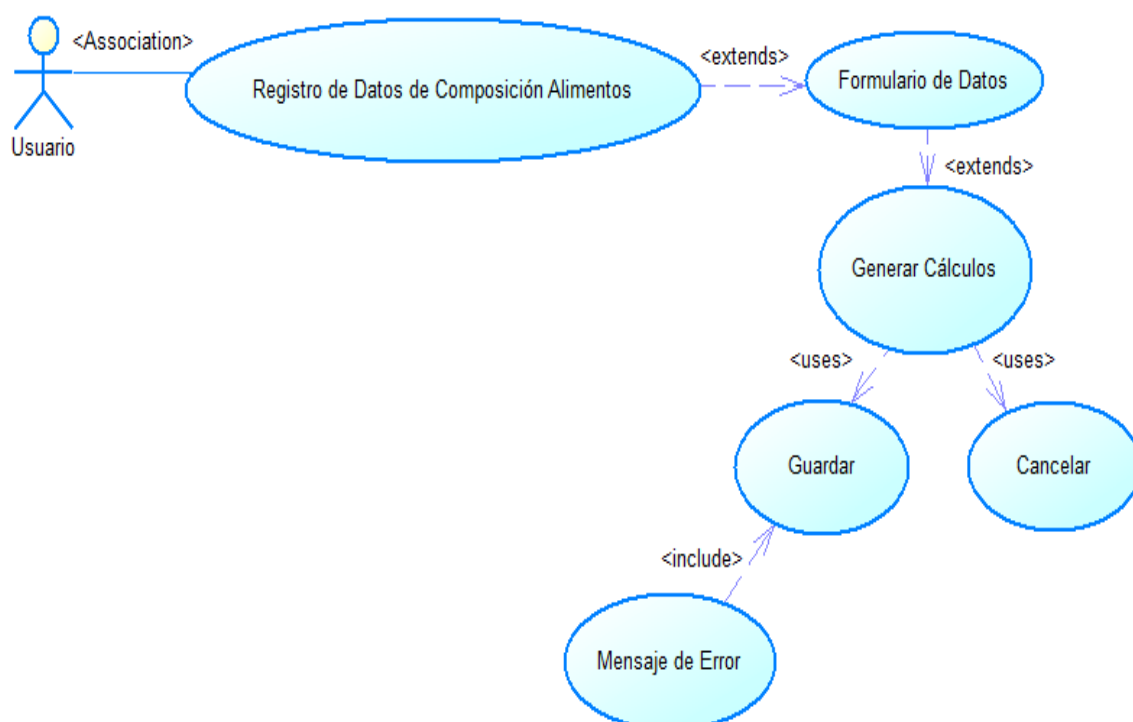 <Association>
Usuario
Registro de Datos de Composición Alimentos
<extends>
Formulario de Datos
<extends>
Generar Cálculos
<uses>
<uses>
Guardar
Cancelar
<include>
Mensaje de Error